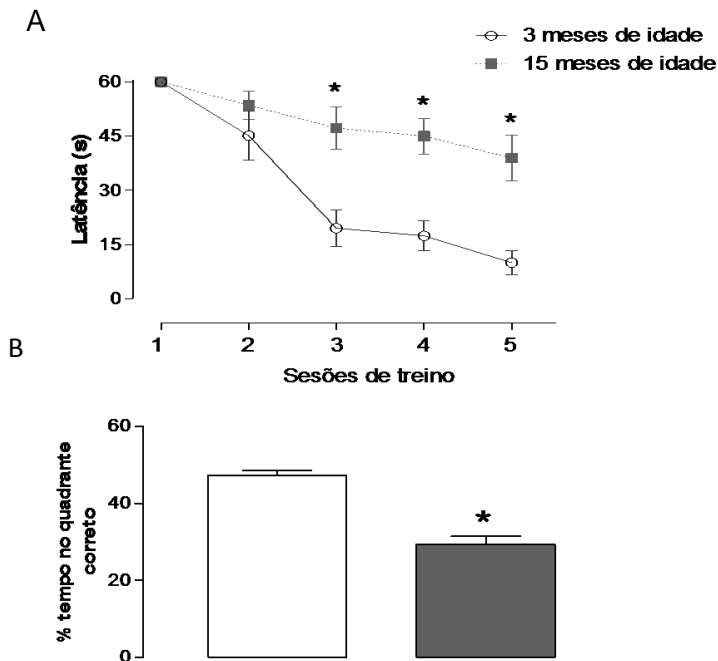 A
3 meses de idade
15 meses de idade
60
45
30
15
0
Latência (s)
*
*
*
1 2 3 4 5
Sesões de treino
B
60
40
20
0
% tempo no quadrante
correto
*